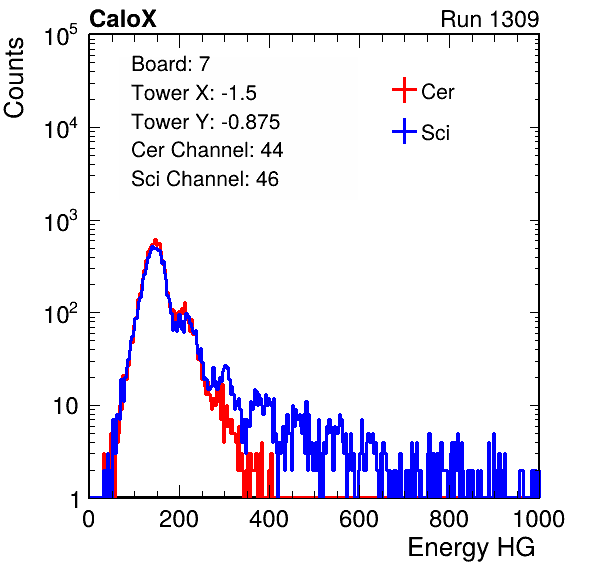 CaloX Run 1309
Counts
10^5
10^4
10^3
10^2
10
1
Board: 7
Tower X: -1.5
Tower Y: -0.875
Cer Channel: 44
Sci Channel: 46
Cer
Sci
0 200 400 600 800 1000
Energy HG